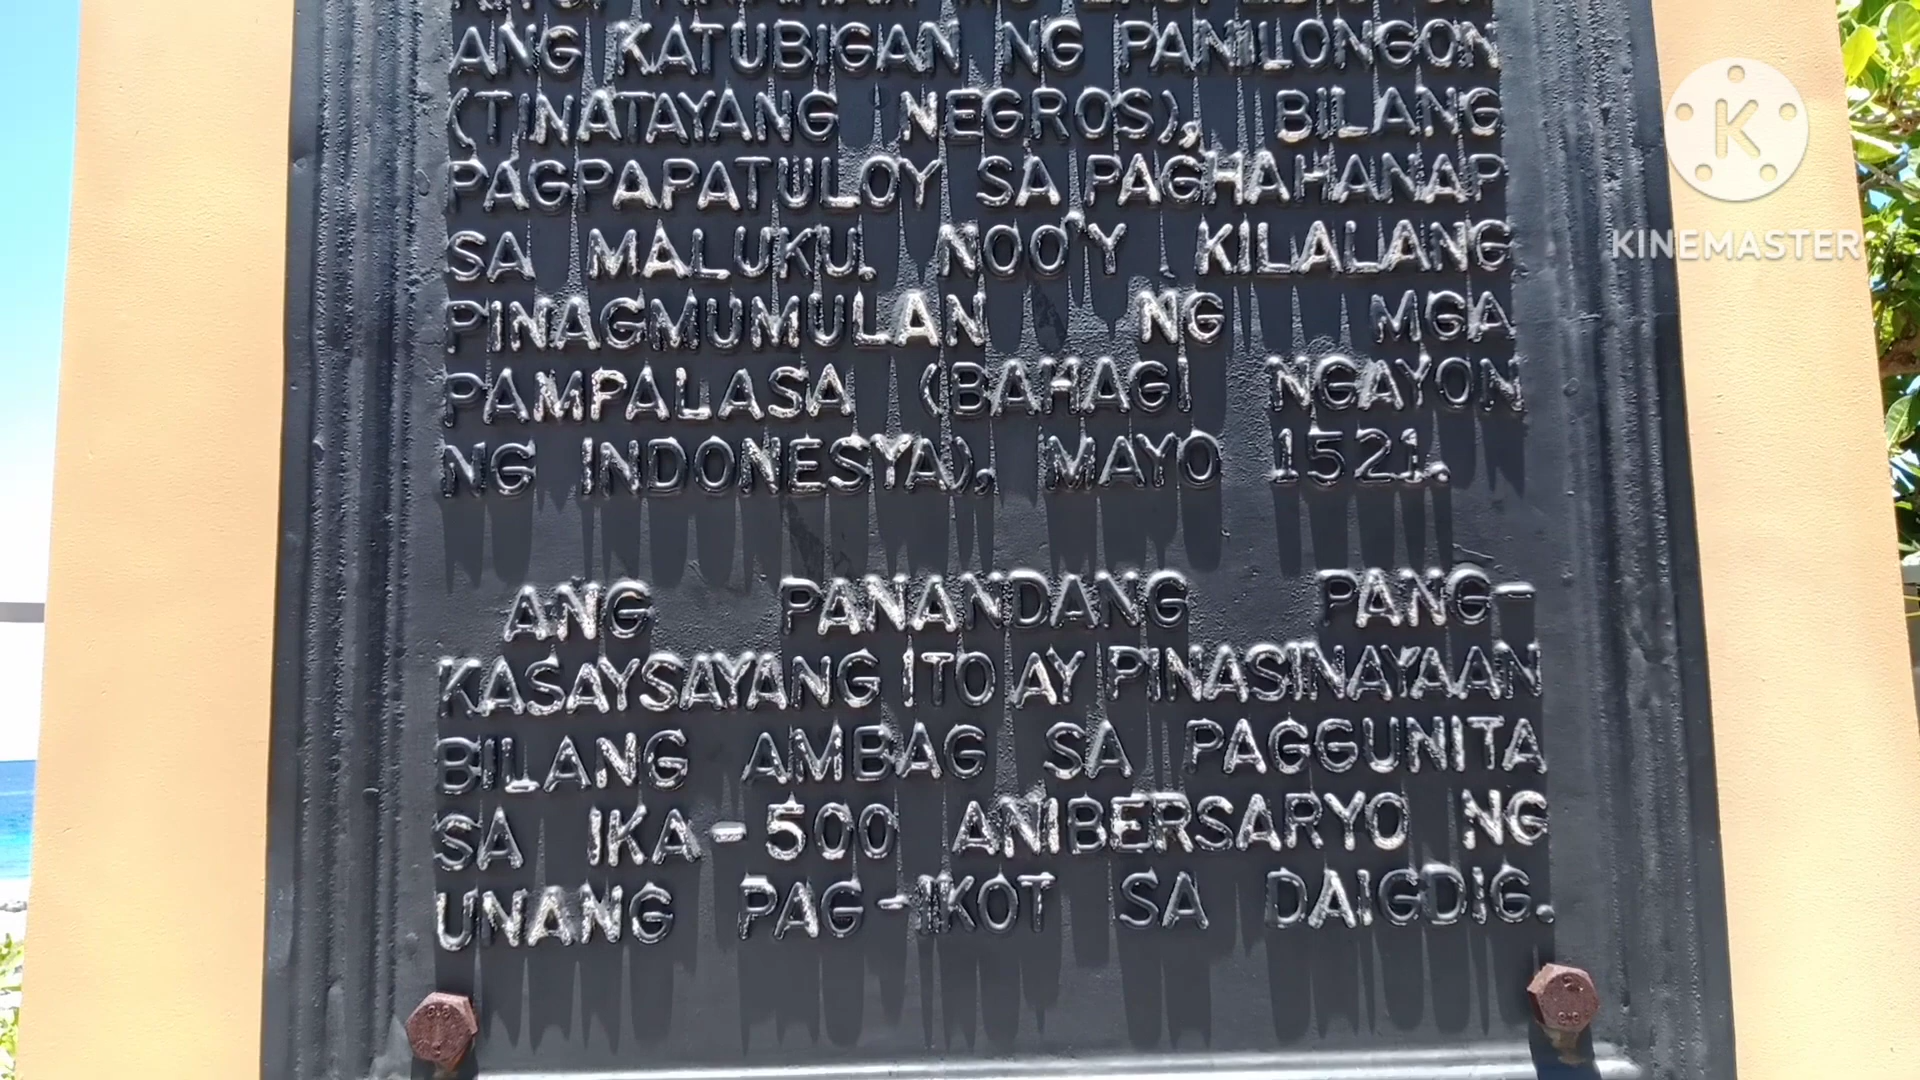 ANG KATUBIGAN NG PANILONGON
(TINATAYANG NEGROS), BILANG
PAGPAPATULOY SA PAGHAHANAP
SA MALUKU, NOO'Y KILALANG
PINAGMUMULAN NG MGA
PAMPALASA (BAHAGI NGAYON
NG INDONESYA), MAYO 1521.
ANG PANANDANG PANG-
KASAYSAYANG ITO AY PINASINAYAAN
BILANG AMBAG SA PAGGUNITA
SA IKA-500 ANIBERSARYO NG
UNANG PAG-IKOT SA DAIGDIG.
K
KINEMASTER